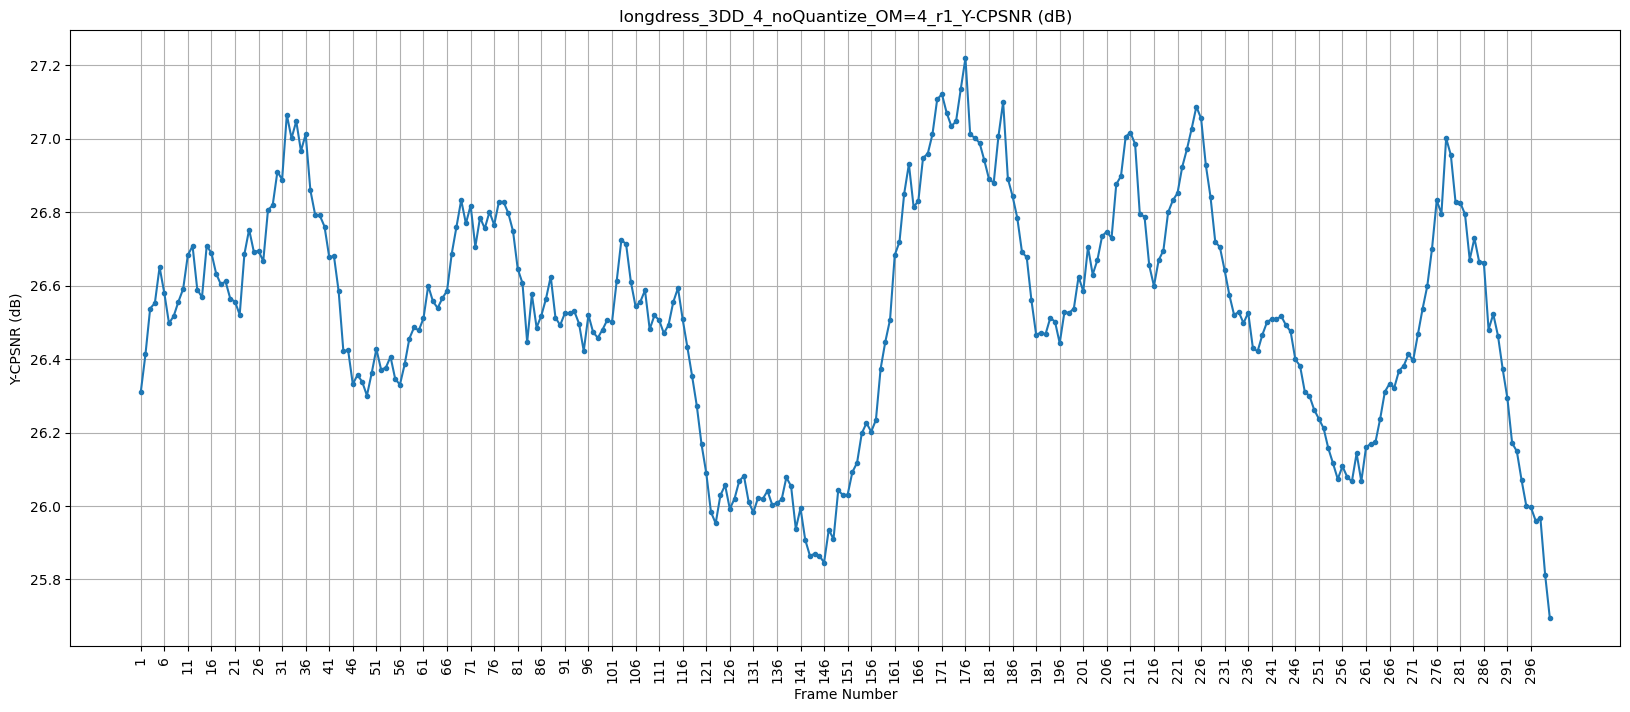 longdress_3DD_4_noQuantize_OM=4_r1_Y-CPSNR (dB)
27.2
27.0
26.8
26.6
26.4
26.2
26.0
25.8
Y-CPSNR (dB)
1 6 11 16 21 26 31 36 41 46 51 56 61 66 71 76 81 86 91 96 101 106 111 116 121 126 131 136 141 146 151 156 161 166 171 176 181 186 191 196 201 206 211 216 221 226 231 236 241 246 251 256 261 266 271 276 281 286 291 296
Frame Number